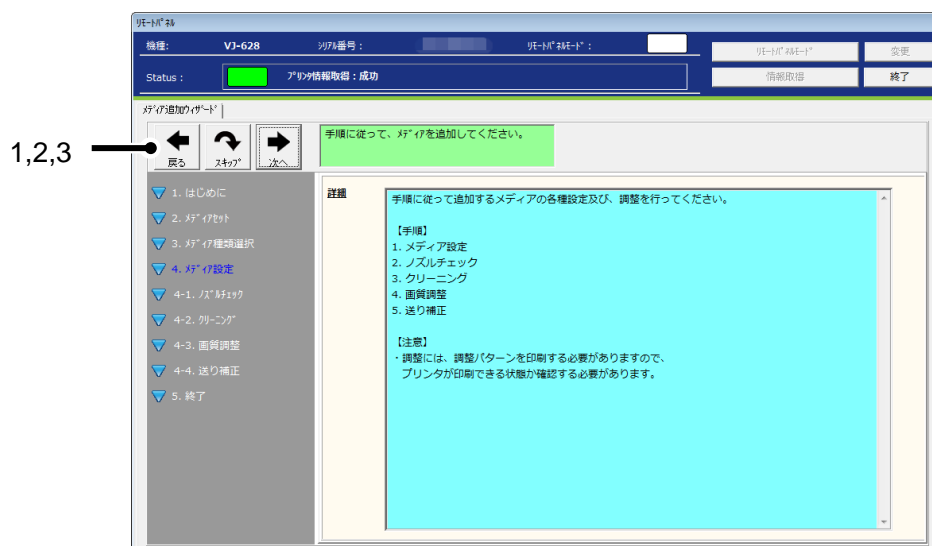 ﾘﾓｰﾄﾊﾟﾈﾙ
機種: VJ-628 ｼﾘｱﾙ番号： ﾘﾓｰﾄﾊﾟﾈﾙﾓｰﾄﾞ：
ﾘﾓｰﾄﾊﾟﾈﾙﾓｰﾄﾞ 変更
Status： ﾌﾟﾘﾝﾀ情報取得：成功
情報取得 終了
ﾒﾃﾞｨｱ追加ｳｨｻﾞｰﾄﾞ
1,2,3
戻る ｽｷｯﾌﾟ 次へ
手順に従って、ﾒﾃﾞｨｱを追加してください。
1. はじめに
2. ﾒﾃﾞｨｱｾｯﾄ
3. ﾒﾃﾞｨｱ種類選択
4. ﾒﾃﾞｨｱ設定
4-1. ﾉｽﾞﾙﾁｪｯｸ
4-2. ｸﾘｰﾆﾝｸﾞ
4-3. 画質調整
4-4. 送り補正
5. 終了
詳細
手順に従って追加するメディアの各種設定及び、調整を行ってください。
【手順】
1. メディア設定
2. ノズルチェック
3. クリーニング
4. 画質調整
5. 送り補正
【注意】
・調整には、調整パターンを印刷する必要がありますので、
プリンタが印刷できる状態か確認する必要があります。